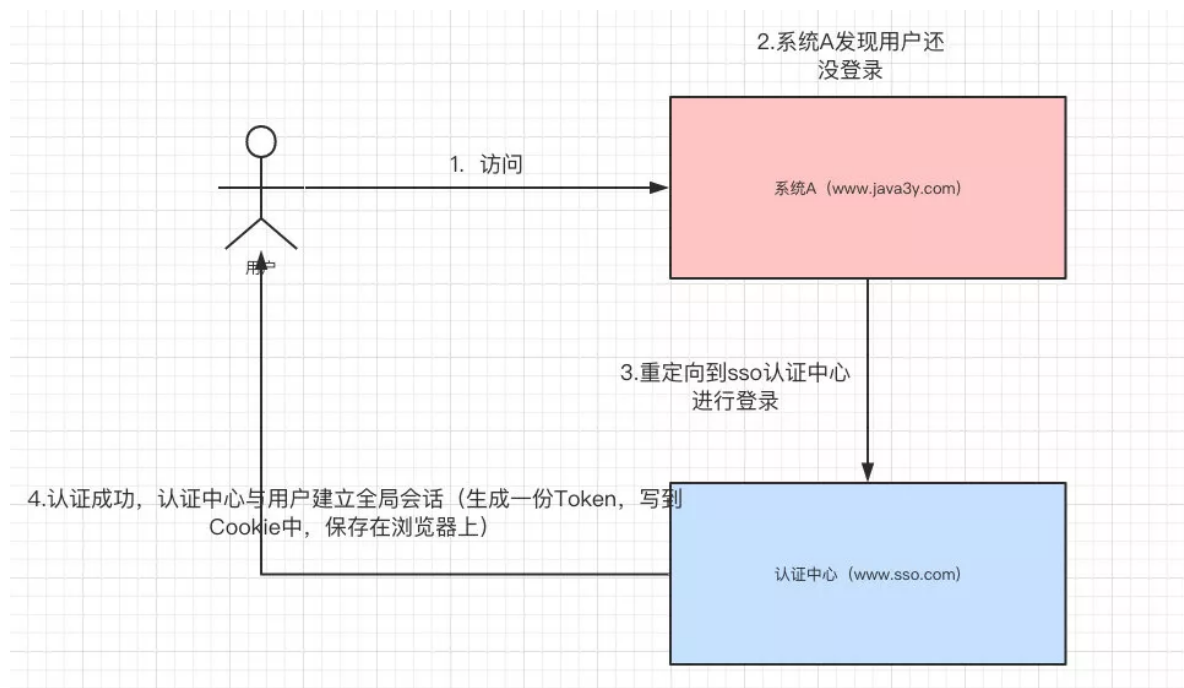 2.系统A发现用户还
没登录
1. 访问
系统A（www.java3y.com）
用户
3.重定向到sso认证中心
进行登录
4.认证成功，认证中心与用户建立全局会话（生成一份Token，写到
Cookie中，保存在浏览器上）
认证中心（www.sso.com）